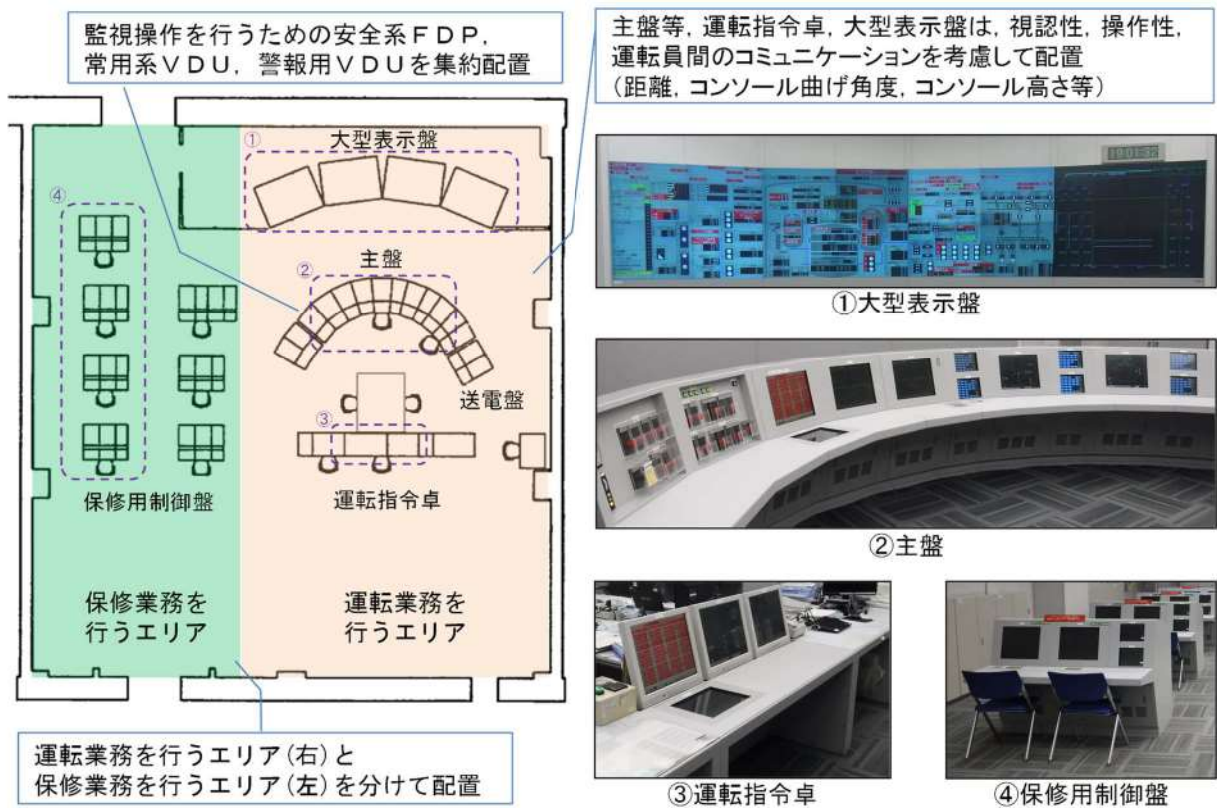 監視操作を行うための安全系FDP,
常用系VDU, 警報用VDUを集約配置
主盤等, 運転指令卓, 大型表示盤は, 視認性, 操作性,
運転員間のコミュニケーションを考慮して配置
(距離, コンソール曲げ角度, コンソール高さ等)
①
大型表示盤
④
②
主盤
送電盤
③
保修用制御盤
運転指令卓
保修業務を
行うエリア
運転業務を
行うエリア
運転業務を行うエリア(右)と
保修業務を行うエリア(左)を分けて配置
①大型表示盤
②主盤
③運転指令卓
④保修用制御盤